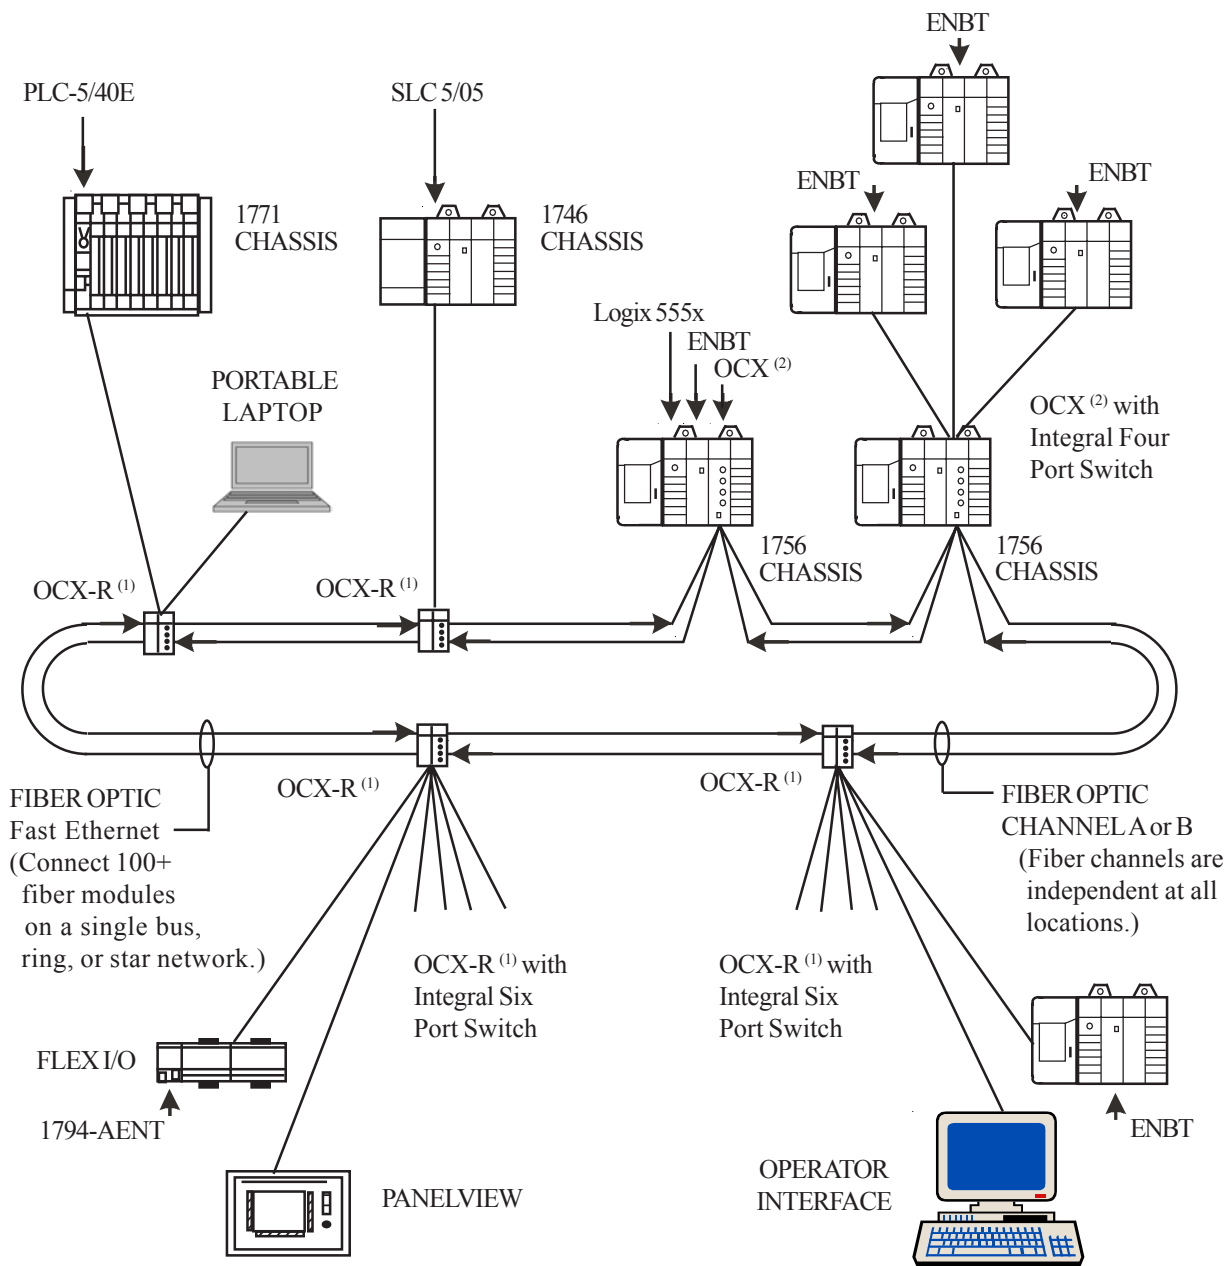 ENBT
PLC-5/40E
SLC 5/05
ENBT
ENBT
1771
CHASSIS
1746
CHASSIS
Logix 555x
ENBT
OCX (2)
PORTABLE
LAPTOP
OCX (2) with
Integral Four
Port Switch
1756
CHASSIS
1756
CHASSIS
OCX-R (1)
OCX-R (1)
OCX-R (1)
OCX-R (1)
FIBER OPTIC
Fast Ethernet
(Connect 100+
fiber modules
on a single bus,
ring, or star network.)
FIBER OPTIC
CHANNEL A or B
(Fiber channels are
independent at all
locations.)
OCX-R (1) with
Integral Six
Port Switch
OCX-R (1) with
Integral Six
Port Switch
FLEX I/O
1794-AENT
ENBT
PANELVIEW
OPERATOR
INTERFACE